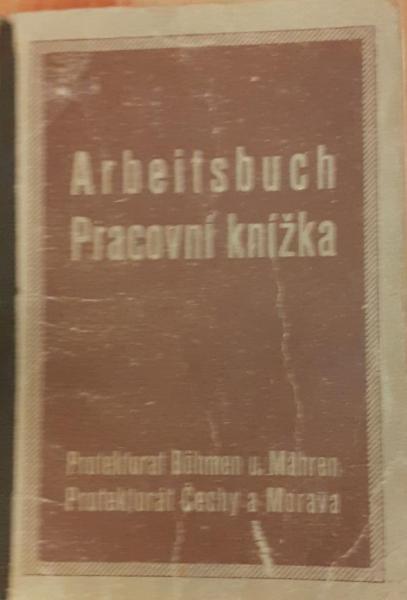 Arbeitsbuch
Pracovní knížka
Protektorat Böhmen u. Mähren
Protektorát Čechy a Morava